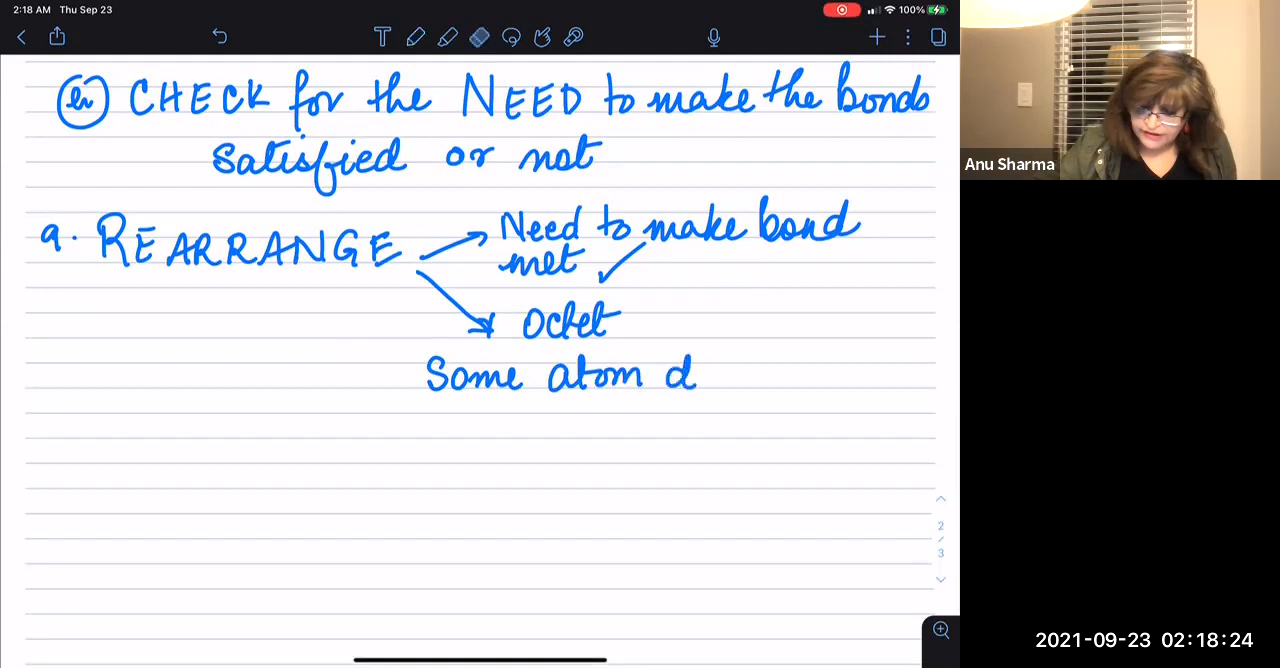 2:18 AM Thu Sep 23
100%
CHECK for the NEED to make the bonds
satisfied or not
9. REARRANGE
Need to make bond
met
octet
Some atom d
2
3
Anu Sharma
2021-09-23 02:18:24